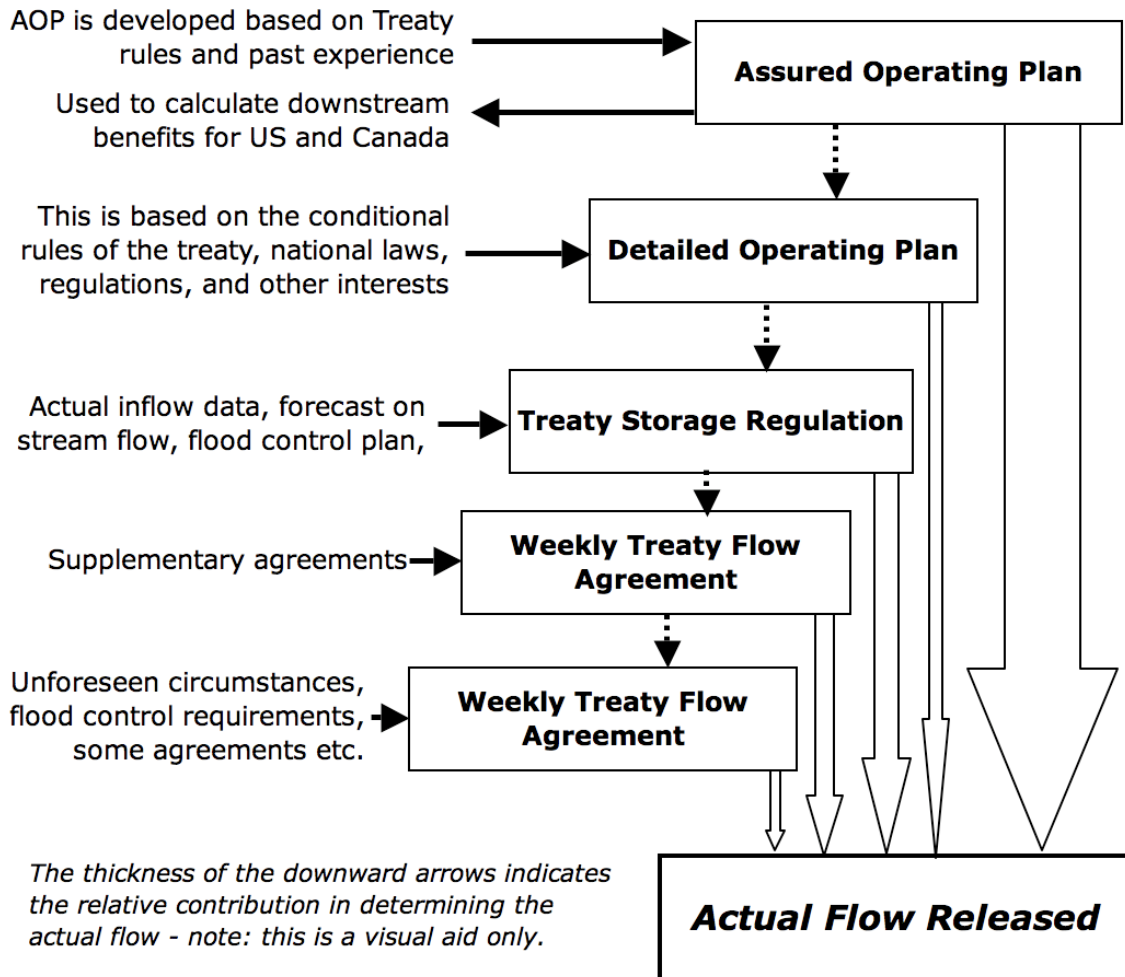 AOP is developed based on Treaty
rules and past experience
Assured Operating Plan
Used to calculate downstream
benefits for US and Canada
This is based on the conditional
rules of the treaty, national laws,
regulations, and other interests
Detailed Operating Plan
Actual inflow data, forecast on
stream flow, flood control plan,
Treaty Storage Regulation
Supplementary agreements
Weekly Treaty Flow
Agreement
Unforeseen circumstances,
flood control requirements,
some agreements etc.
Weekly Treaty Flow
Agreement
The thickness of the downward arrows indicates
the relative contribution in determining the
actual flow - note: this is a visual aid only.
Actual Flow Released